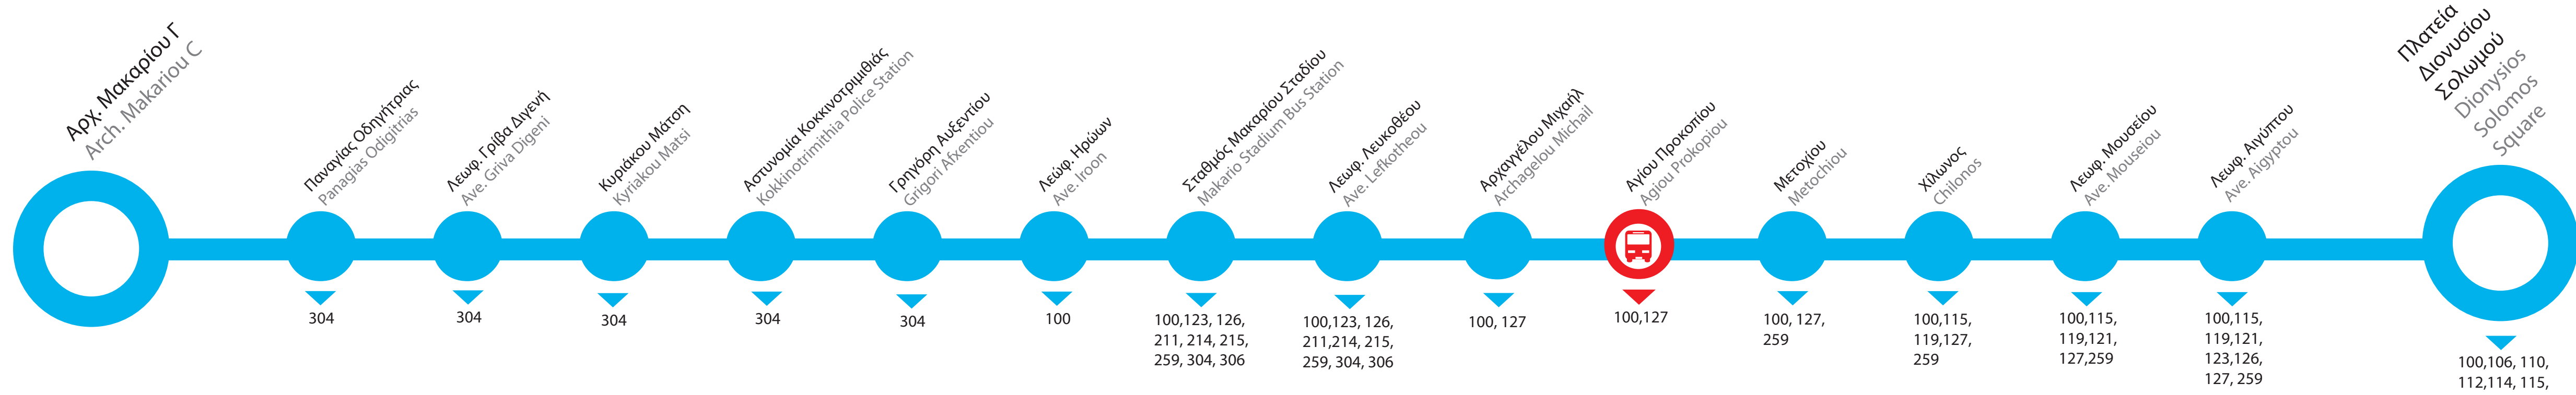 Αρχ. Μακαρίου Γ
Arch. Makariou C
Παναγίας Οδηγήτριας
Panagias Odigitrias
304
Λεωφ. Γρίβα Διγενή
Ave. Griva Digeni
304
Κυριάκου Μάτση
Kyriakou Matsi
304
Αστυνομία Κοκκινοτριμιθιάς
Kokkinotrimithia Police Station
304
Γρηγόρη Αυξεντίου
Grigori Afxentiou
304
Λεώφ. Ηρώων
Ave. Iroon
100
Σταθμός Μακαρίου Σταδίου
Makario Stadium Bus Station
100,123, 126,
211, 214, 215,
259, 304, 306
Λεωφ. Λευκοθέου
Ave. Lefkotheou
100,123, 126,
211,214, 215,
259, 304, 306
Αρχαγγέλου Μιχαήλ
Archagelou Michail
100, 127
Αγίου Προκοπίου
Agiou Prokopiou
100,127
Μετοχίου
Metochiou
100, 127,
259
Χίλωνος
Chilonos
100,115,
119,127,
259
Λεωφ. Μουσείου
Ave. Mouseiou
100,115,
119,121,
127,259
Λεωφ. Αιγύπτου
Ave. Aigyptou
100,115,
119,121,
123,126,
127, 259
Πλατεία
Διονυσίου
Σολωμού
Dionysios
Solomos
Square
100,106, 110,
112,114, 115,